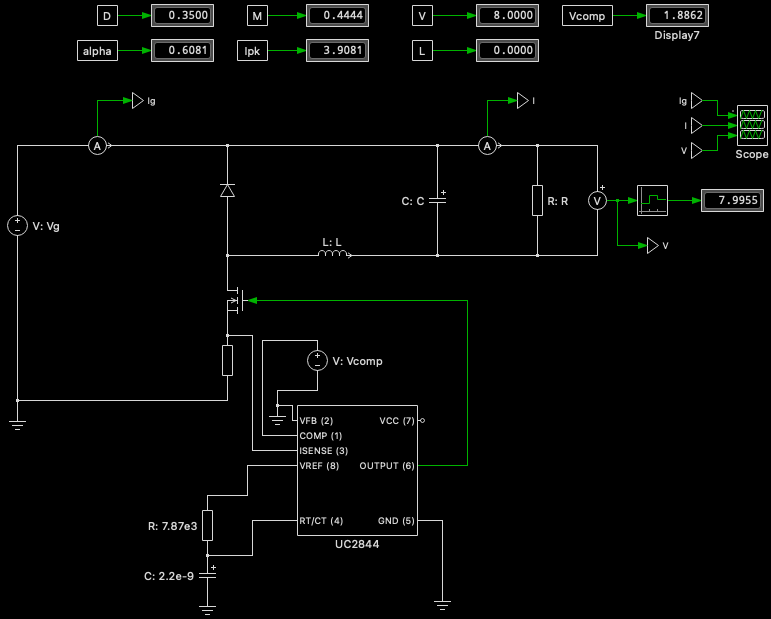 D 0.3500 M 0.4444 V 8.0000 Vcomp 1.8862
Display7
alpha 0.6081 Ipk 3.9081 L 0.0000
Ig I Ig
I
V
Scope
A A
C: C + R: R + V 7.9955
V: Vg
L: L
V
V: Vcomp
VFB (2) VCC (7)
COMP (1)
ISENSE (3)
VREF (8) OUTPUT (6)
R: 7.87e3 RT/CT (4) GND (5)
UC2844
C: 2.2e-9 +